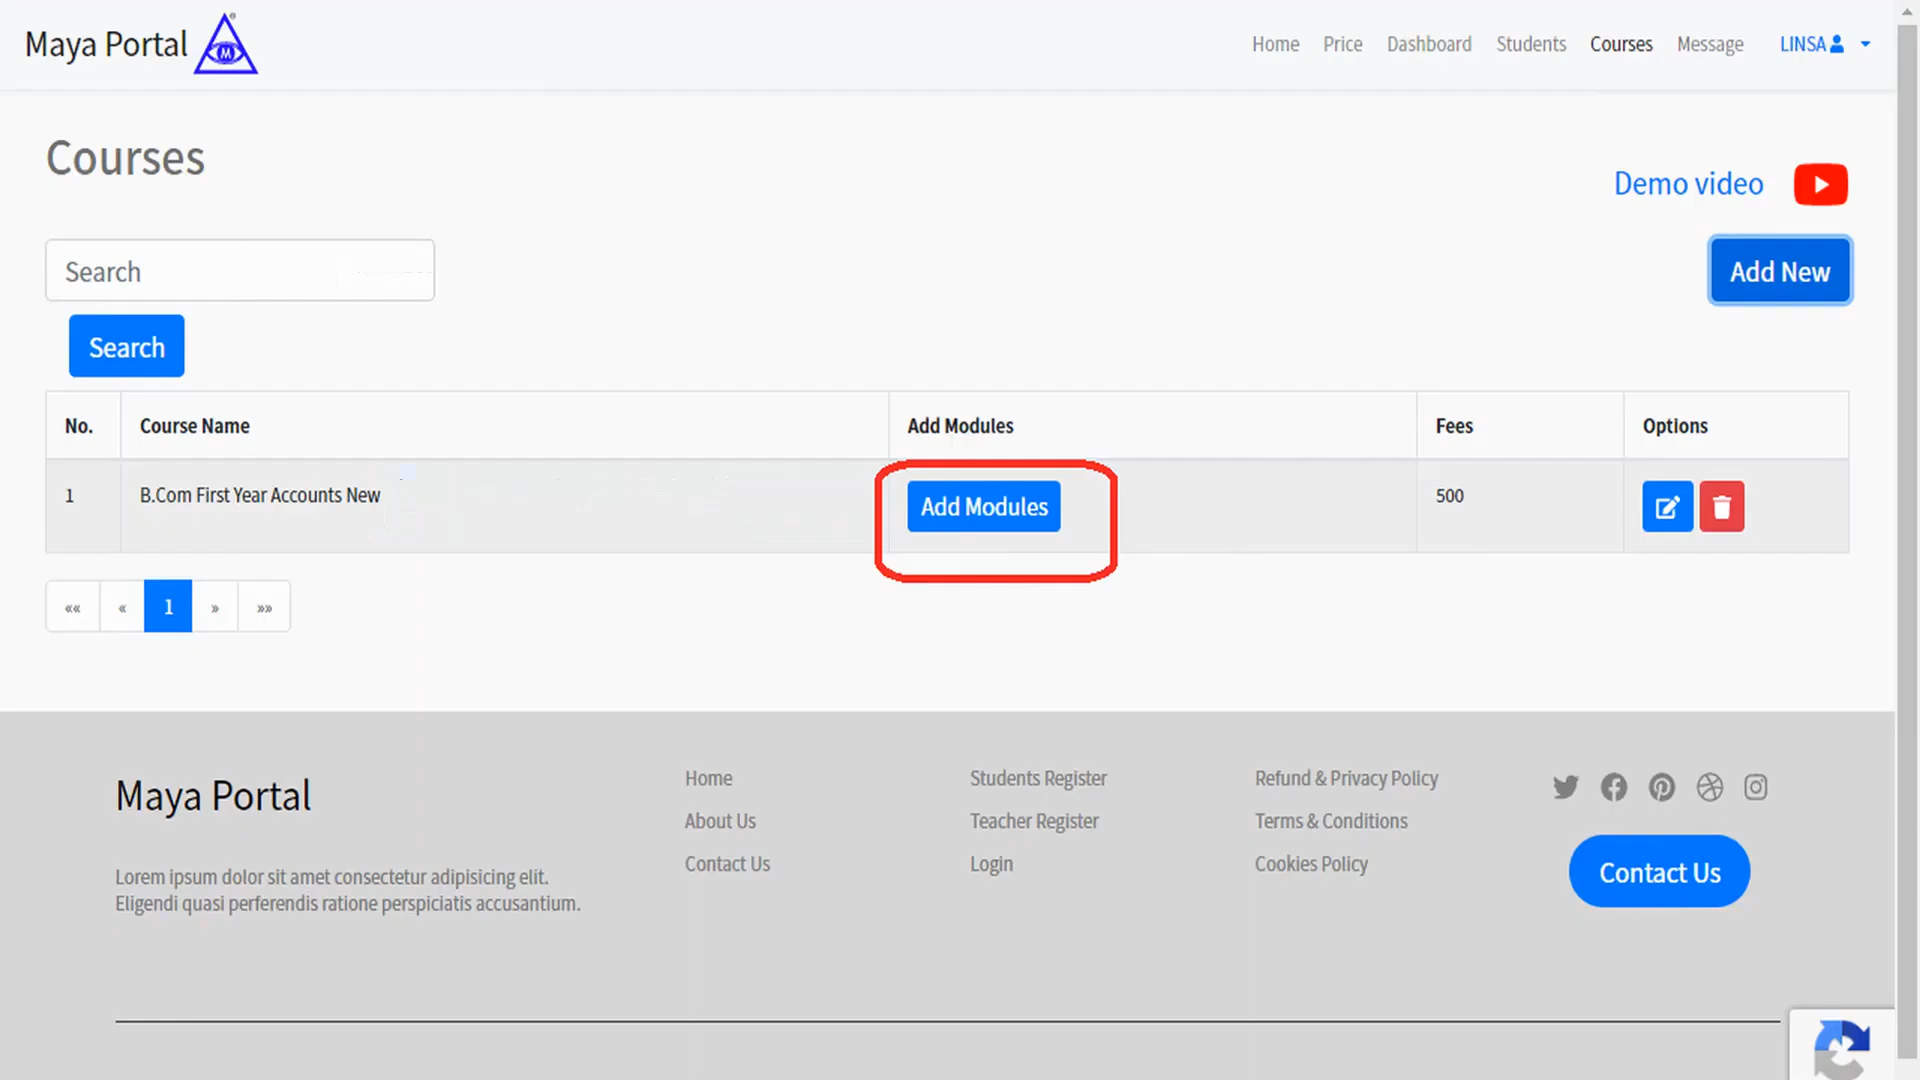 Maya Portal M ®
Home Price Dashboard Students Courses Message LINSA
Courses
Demo video
Search
Add New
Search
No. Course Name Add Modules Fees Options
1 B.Com First Year Accounts New Add Modules 500
«« « 1 » »»
Maya Portal
Lorem ipsum dolor sit amet consectetur adipisicing elit.
Eligendi quasi perferendis ratione perspiciatis accusantium.
Home
About Us
Contact Us
Students Register
Teacher Register
Login
Refund & Privacy Policy
Terms & Conditions
Cookies Policy
Contact Us